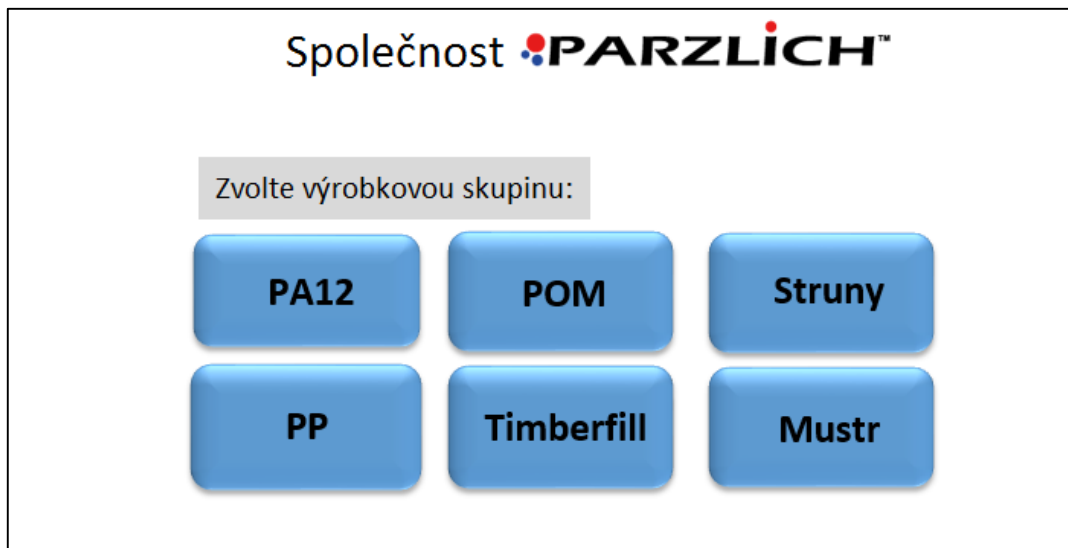 Společnost PARZLiCH™
Zvolte výrobkovou skupinu:
PA12 POM Struny
PP Timberfill Mustr